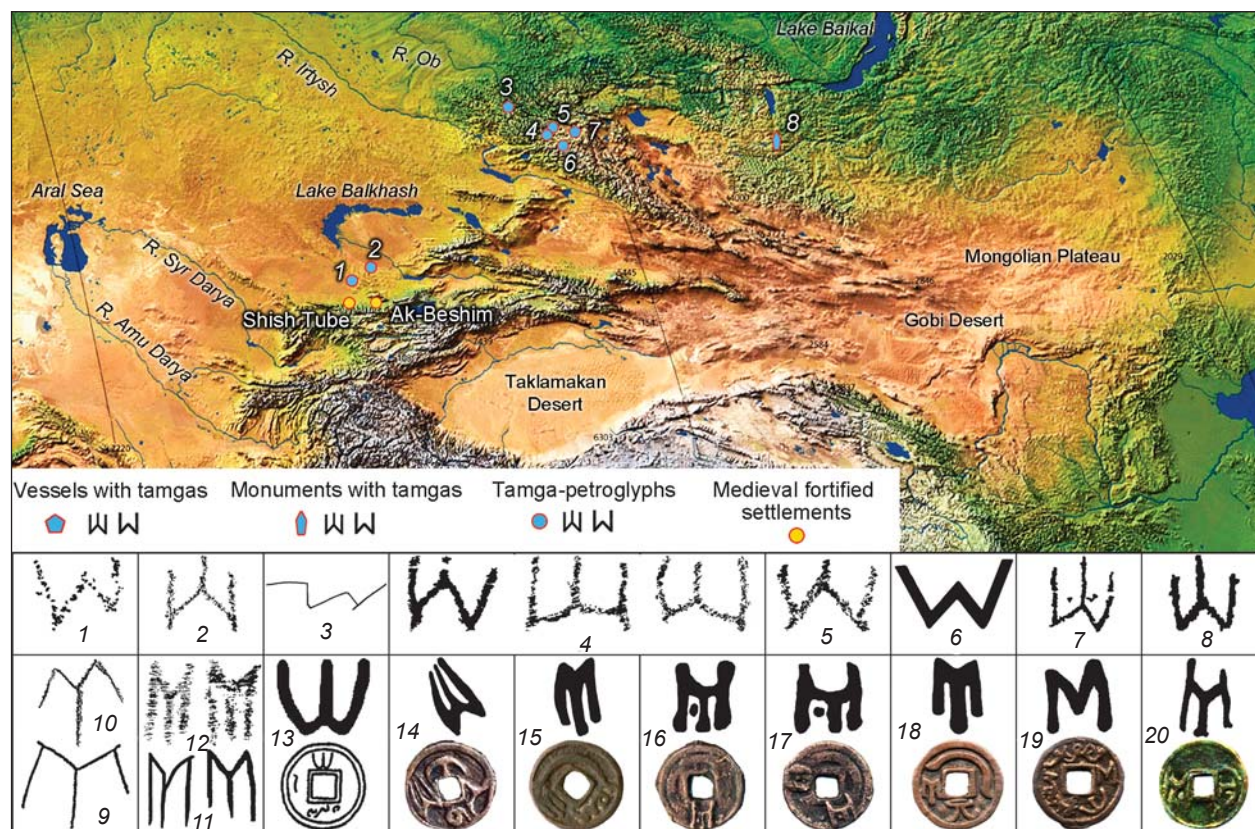 Lake Baikal
R. Ob
R. Irtysh
3
5
4
7
6
8
Aral Sea
Lake Balkhash
2
1
R. Syr Darya
R. Amu Darya
Shish Tube
Ak-Beshim
Mongolian Plateau
Gobi Desert
Taklamakan
Desert
6303
Vessels with tamgas
Monuments with tamgas
Tamga-petroglyphs
Medieval fortified
settlements
1
2
3
4
5
6
7
8
10
12
13
14
15
16
17
18
19
20
9
11